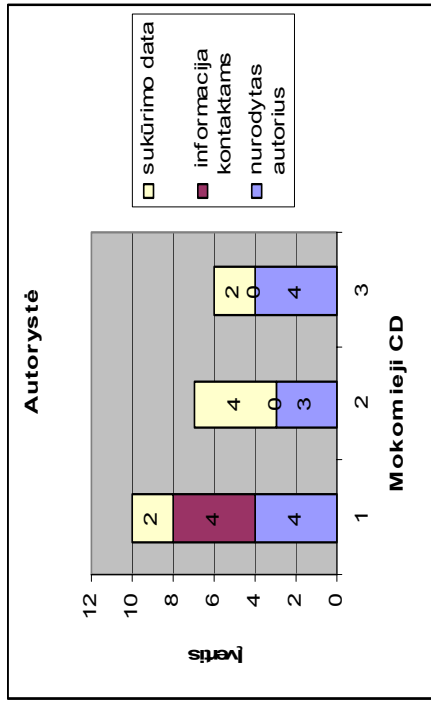 Autorystė
12
10
8
6
4
2
0
Įvertis
2
4
4
4
0
3
2
0
4
1
2
3
Mokomieji CD
sukūrimo data
informacija
kontaktams
nurodytas
autorius